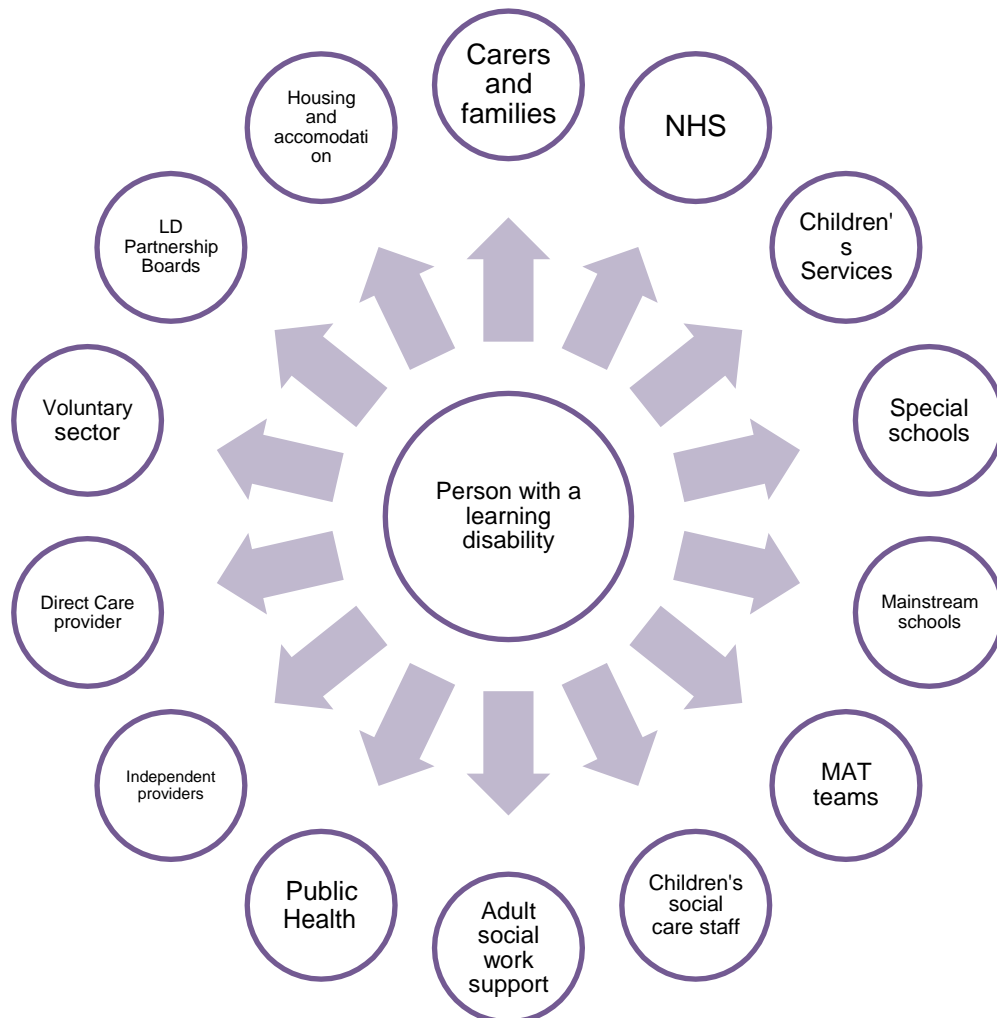 Carers
and
families
NHS
Children'
s
Services
Special
schools
Mainstream
schools
MAT
teams
Children's
social
care staff
Adult
social
work
support
Public
Health
Independent
providers
Direct Care
provider
Voluntary
sector
LD
Partnership
Boards
Housing
and
accomodati
on
Person with a
learning
disability